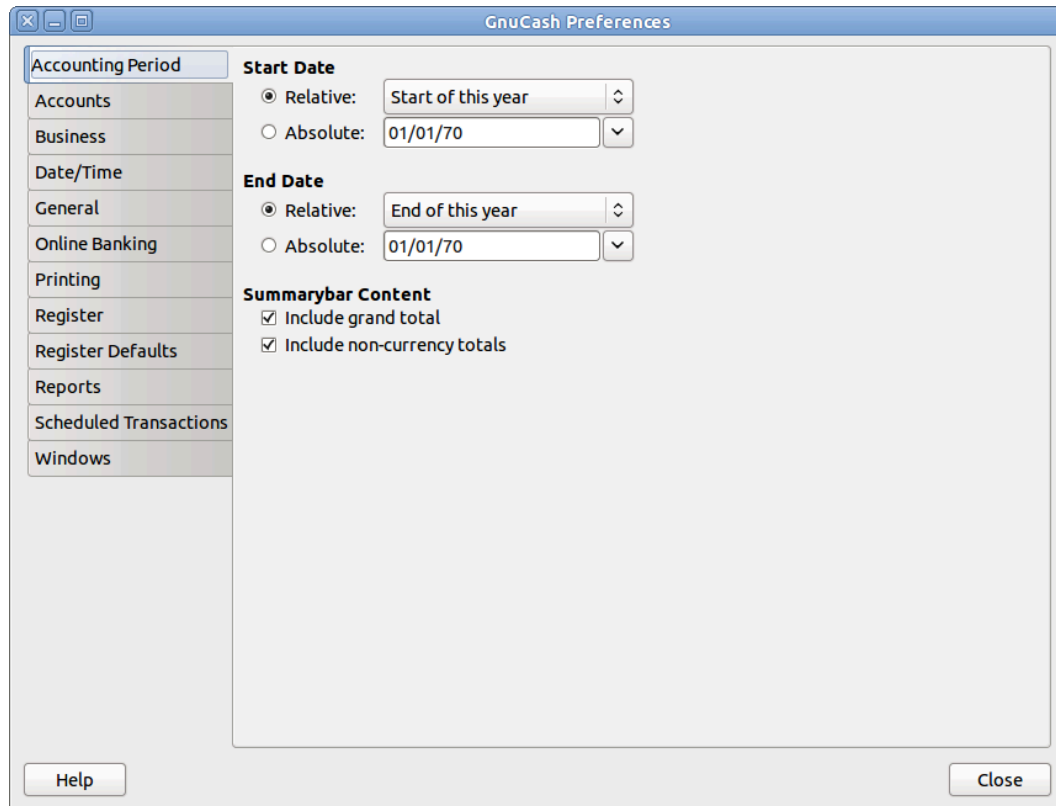 GnuCash Preferences
Accounting Period
Accounts
Business
Date/Time
General
Online Banking
Printing
Register
Register Defaults
Reports
Scheduled Transactions
Windows
Start Date
Relative: Start of this year
Absolute: 01/01/70
End Date
Relative: End of this year
Absolute: 01/01/70
Summarybar Content
Include grand total
Include non-currency totals
Help
Close